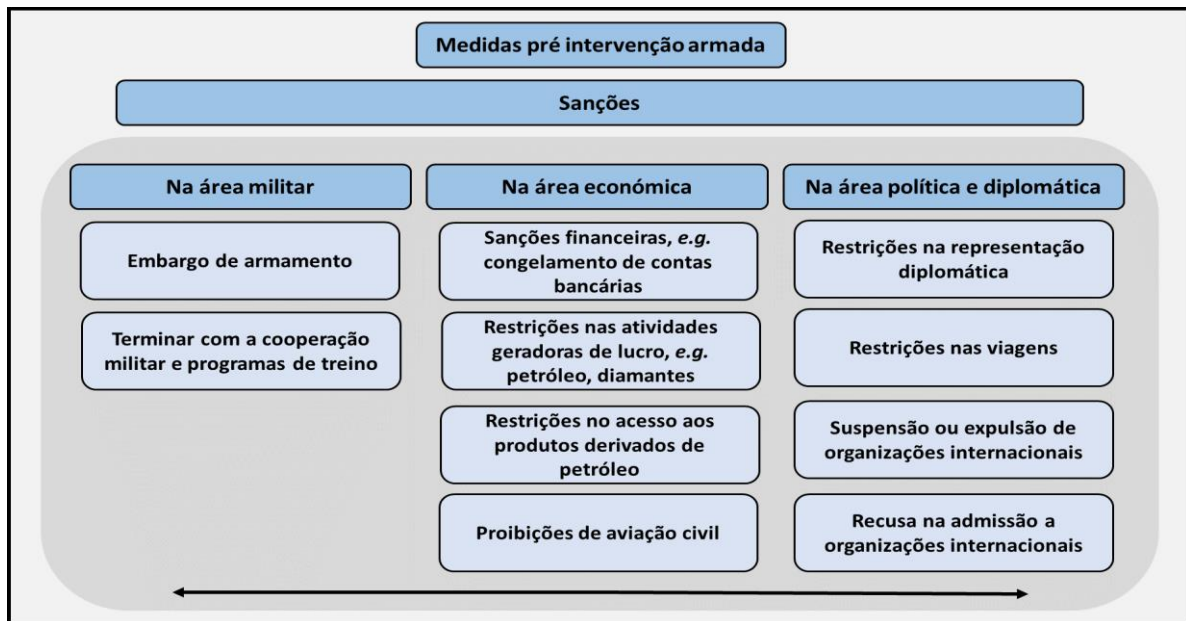 Medidas pré intervenção armada
Sanções
Na área militar
Embargo de armamento
Terminar com a cooperação
militar e programas de treino
Na área económica
Sanções financeiras, e.g.
congelamento de contas
bancárias
Restrições nas atividades
geradoras de lucro, e.g.
petróleo, diamantes
Restrições no acesso aos
produtos derivados de
petróleo
Proibições de aviação civil
Na área política e diplomática
Restrições na representação
diplomática
Restrições nas viagens
Suspensão ou expulsão de
organizações internacionais
Recusa na admissão a
organizações internacionais